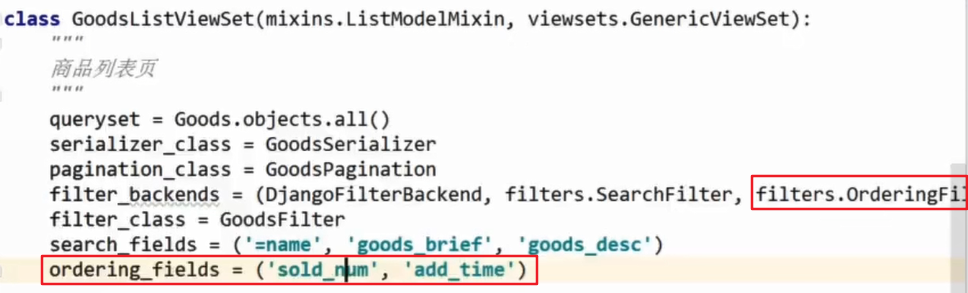 class GoodsListViewSet(mixins.ListModelMixin, viewsets.GenericViewSet):
"""
商品列表页
"""
queryset = Goods.objects.all()
serializer_class = GoodsSerializer
pagination_class = GoodsPagination
filter_backends = (DjangoFilterBackend, filters.SearchFilter, filters.OrderingFil
filter_class = GoodsFilter
search_fields = ('=name', 'goods_brief', 'goods_desc')
ordering_fields = ('sold_num', 'add_time')